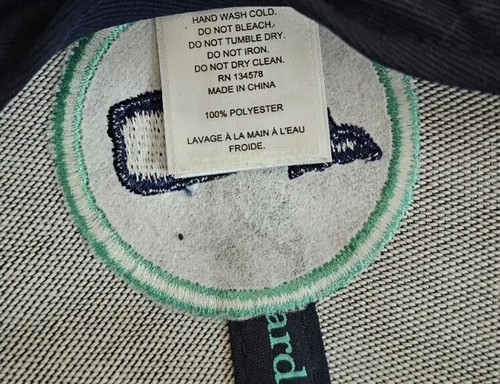 HAND WASH COLD.
DO NOT BLEACH.
DO NOT TUMBLE DRY.
DO NOT IRON.
DO NOT DRY CLEAN.
RN 134578
MADE IN CHINA
100% POLYESTER
LAVAGE À LA MAIN À L'EAU
FROIDE.
ard